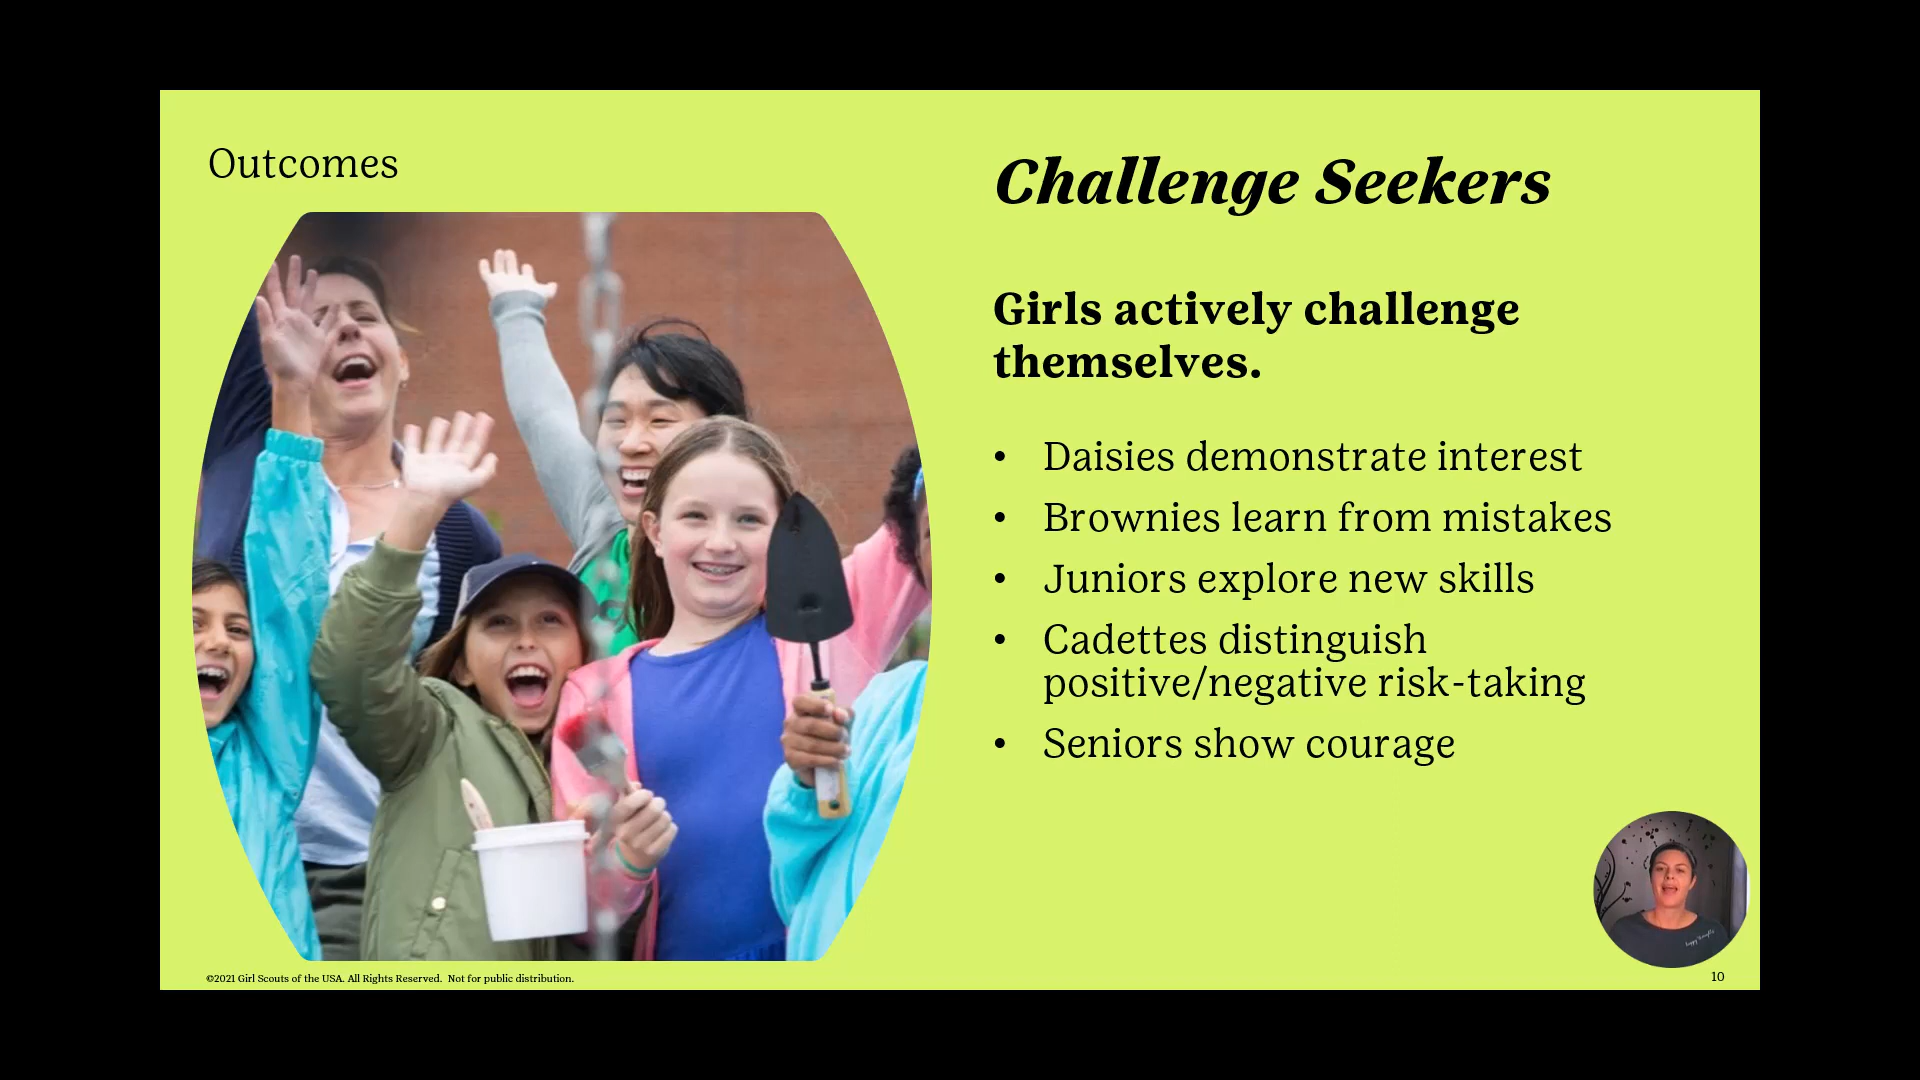 Outcomes
Challenge Seekers
Girls actively challenge
themselves.
• Daisies demonstrate interest
• Brownies learn from mistakes
• Juniors explore new skills
• Cadettes distinguish
positive/negative risk-taking
• Seniors show courage
©2021 Girl Scouts of the USA. All Rights Reserved. Not for public distribution.
10